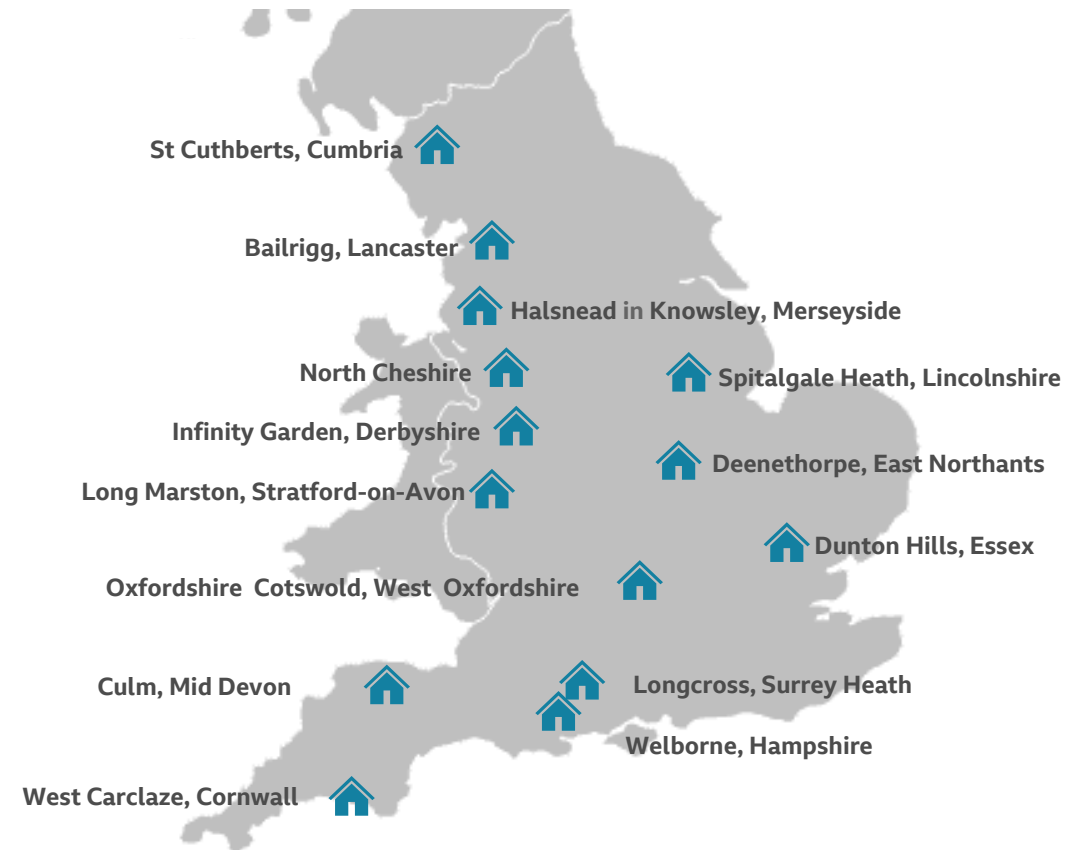 St Cuthberts, Cumbria
Bailrigg, Lancaster
Halsnead in Knowsley, Merseyside
North Cheshire
Spitalgale Heath, Lincolnshire
Infinity Garden, Derbyshire
Deenethorpe, East Northants
Long Marston, Stratford-on-Avon
Dunton Hills, Essex
Oxfordshire Cotswold, West Oxfordshire
Culm, Mid Devon
Longcross, Surrey Heath
Welborne, Hampshire
West Carclaze, Cornwall